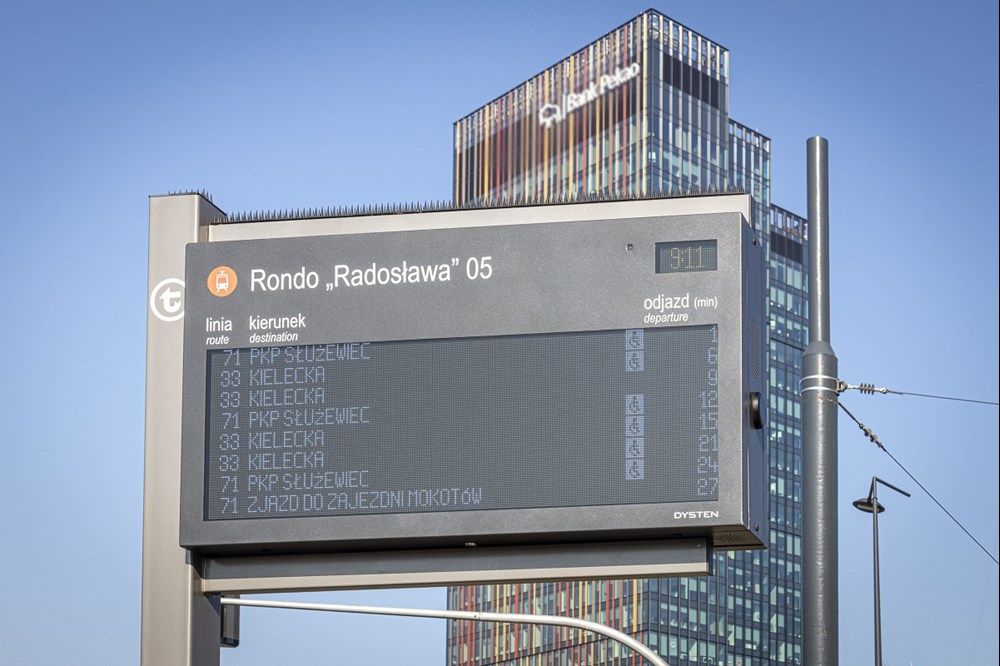 Bank Pekao
t
Rondo „Radosława” 05 9:11
linia kierunek odjazd (min)
route destination departure
71 PKP SŁUżEWIEC 1
33 KIELECKA 6
33 KIELECKA 9
71 PKP SŁUżEWIEC 12
33 KIELECKA 15
33 KIELECKA 21
71 PKP SŁUżEWIEC 24
71 ZJAZD DO ZAJEZDNI MOKOTóW 27
DYSTEN